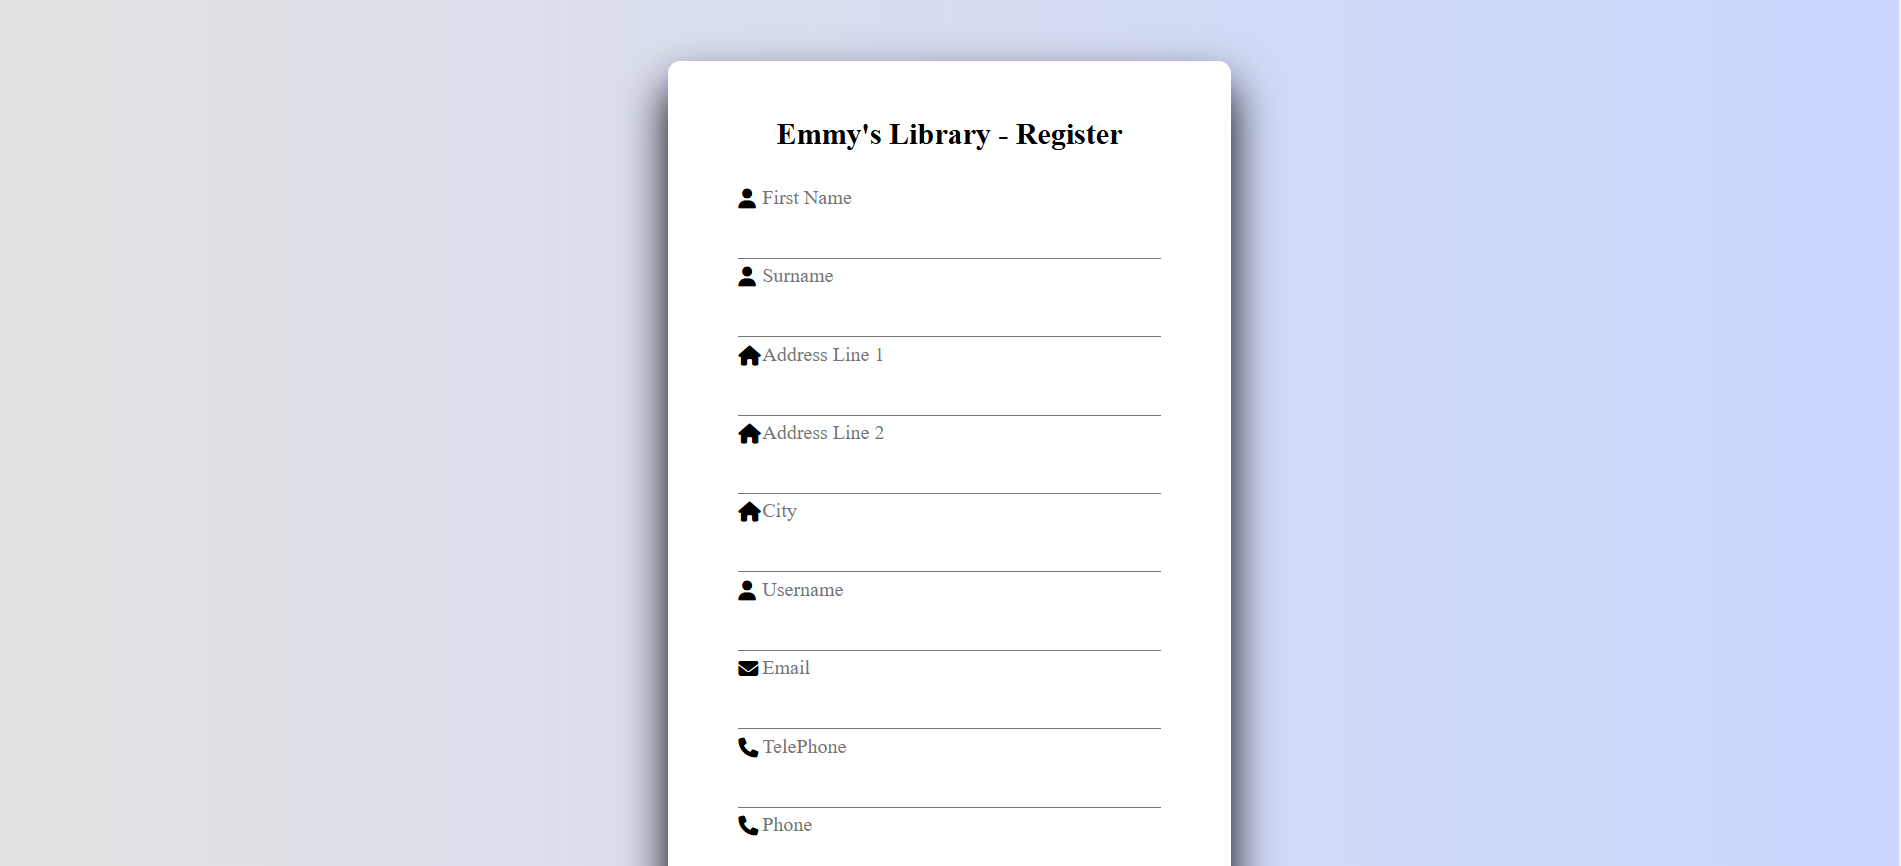 Emmy's Library - Register
First Name
Surname
Address Line 1
Address Line 2
City
Username
Email
TelePhone
Phone